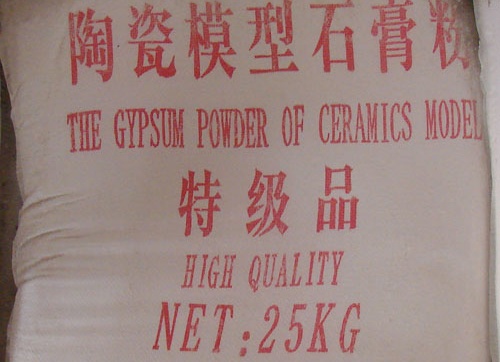 陶瓷模型石膏粉
THE GYPSUM POWDER OF CERAMICS MODEL
特级品
HIGH QUALITY
NET:25KG